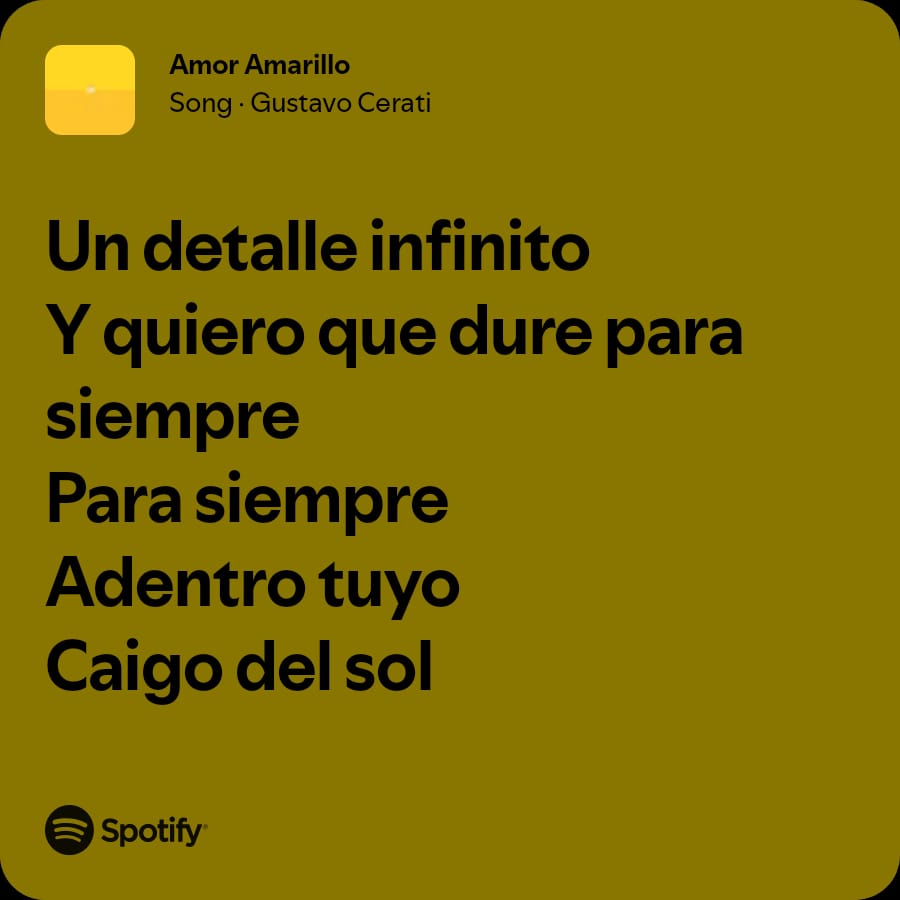 Amor Amarillo
Song · Gustavo Cerati
Un detalle infinito
Y quiero que dure para
siempre
Para siempre
Adentro tuyo
Caigo del sol
Spotify®